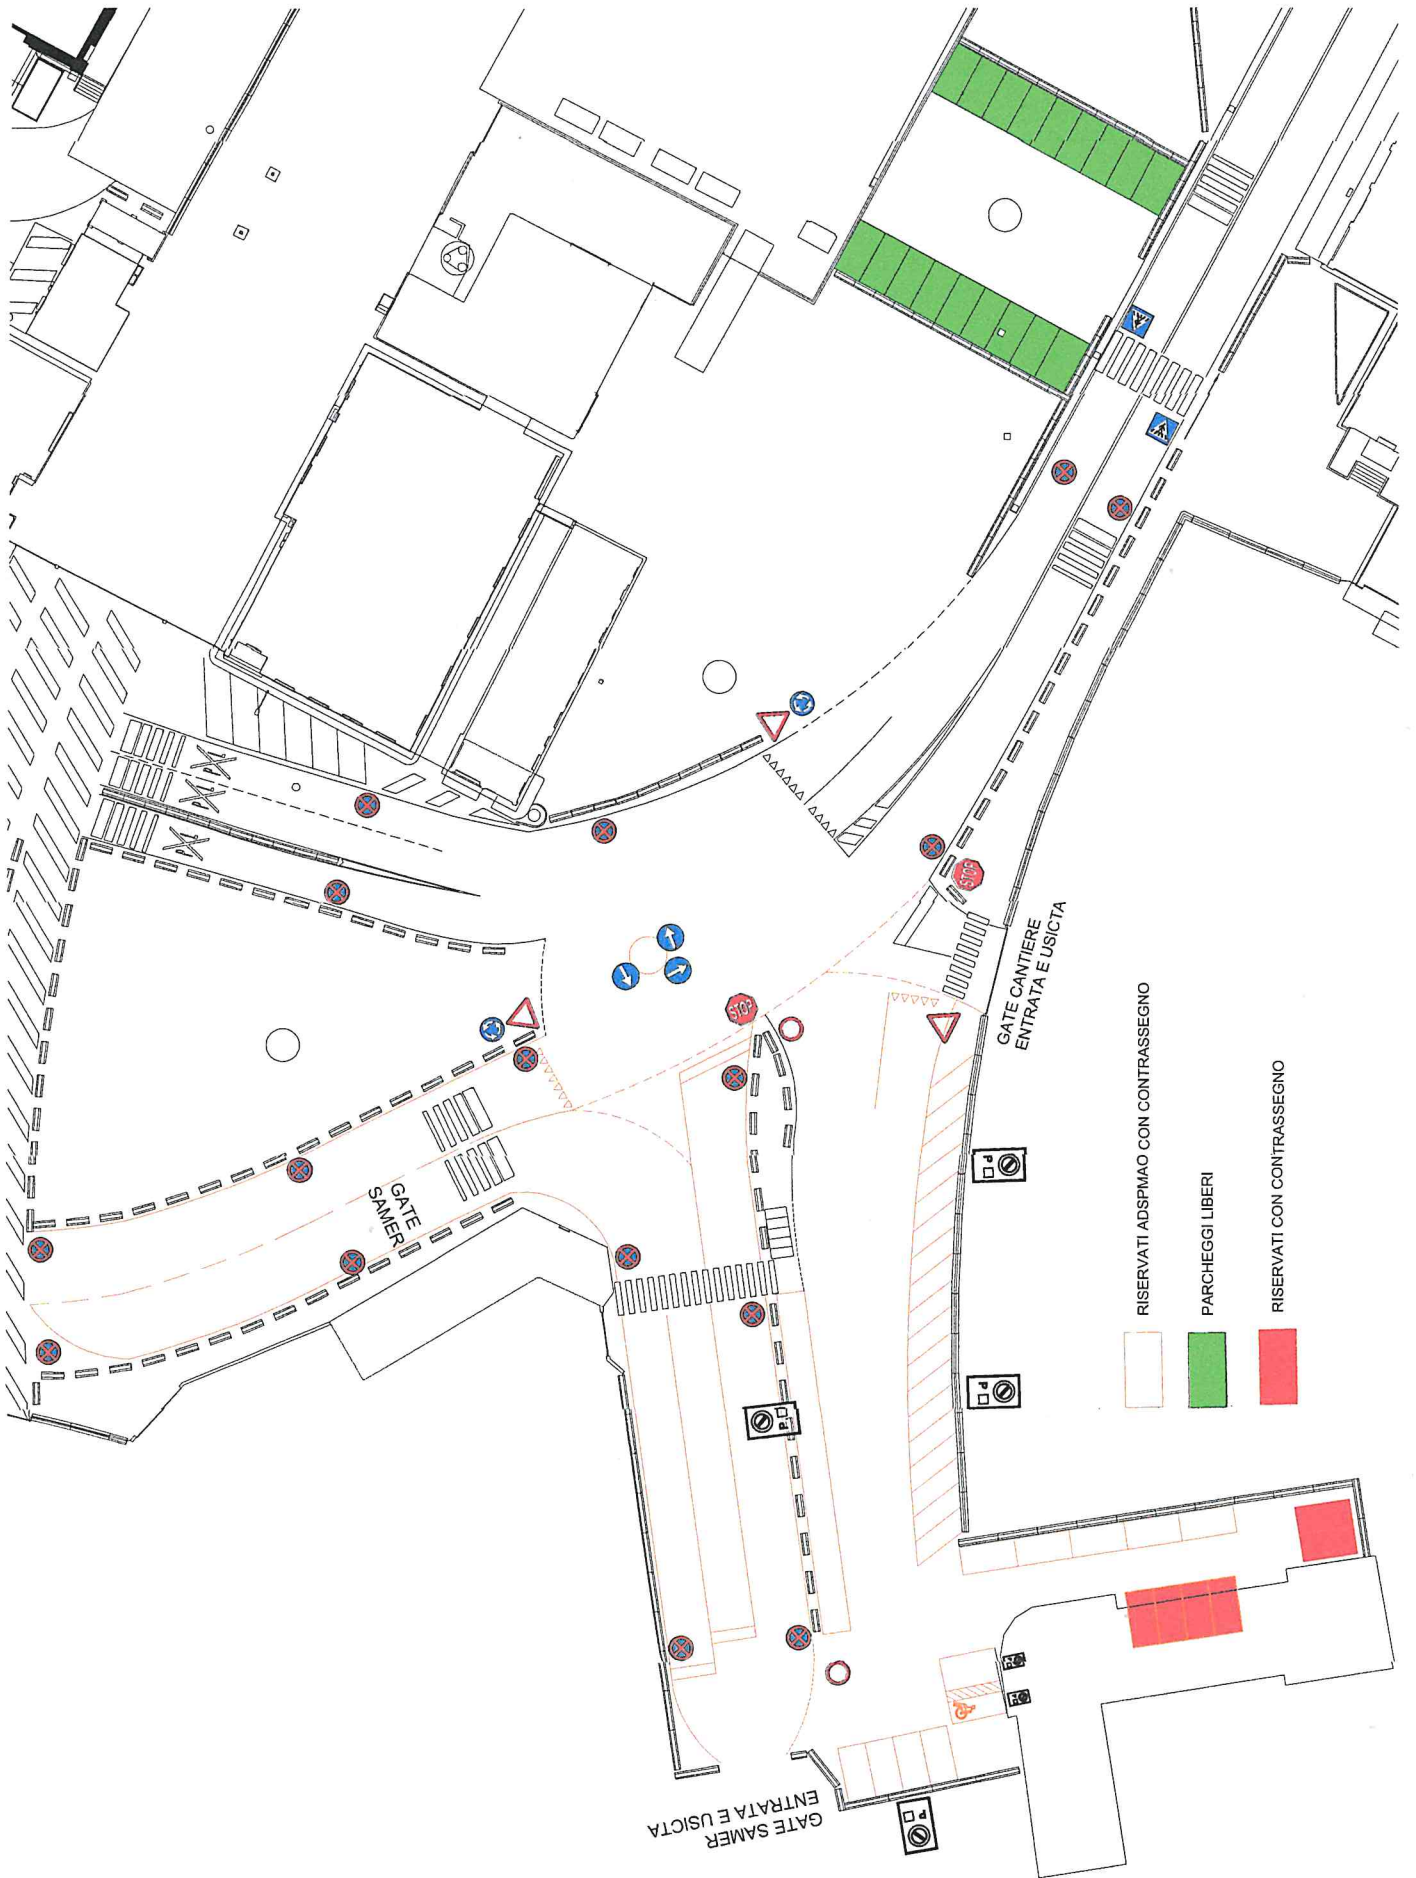 GATE
SAMER
STOP
STOP
GATE CANTIERE
ENTRATA E USICTA
P
P
P
P
GATE SAMER
ENTRATA E USICTA
RISERVATI ADSPMAO CON CONTRASSEGNO
PARCHEGGI LIBERI
RISERVATI CON CONTRASSEGNO